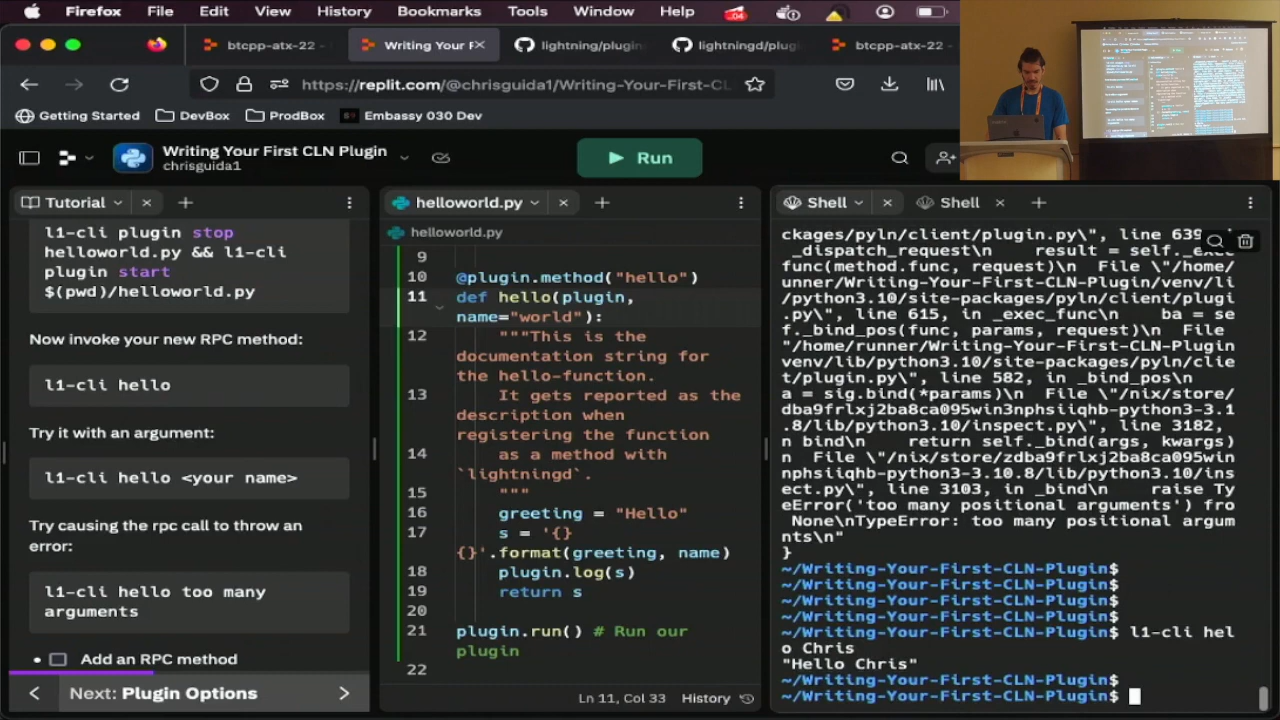 Firefox File Edit View History Bookmarks Tools Window Help
btcpp-atx-22 Writing Your F lightning/plugin lightningd/plug btcpp-atx-22
https://replit.com/@chrisguida1/Writing-Your-First-CL
Getting Started DevBox ProdBox Embassy 030 Dev
Writing Your First CLN Plugin
chrisguida1
Run
Tutorial
l1-cli plugin stop
helloworld.py && l1-cli
plugin start
$(pwd)/helloworld.py
Now invoke your new RPC method:
l1-cli hello
Try it with an argument:
l1-cli hello <your name>
Try causing the rpc call to throw an
error:
l1-cli hello too many
arguments
Add an RPC method
Next: Plugin Options
helloworld.py
helloworld.py
9
10 @plugin.method("hello")
11 def hello(plugin,
name="world"):
12 """This is the
documentation string for
the hello-function.
13 It gets reported as the
description when
registering the function
14 as a method with
`lightningd`.
15 """
16 greeting = "Hello"
17 s = '{}
{}'.format(greeting, name)
18 plugin.log(s)
19 return s
20
21 plugin.run() # Run our
plugin
22
Ln 11, Col 33 History
Shell Shell
ckages/pyln/client/plugin.py\", line 639
_dispatch_request\n result = self._exe
func(method.func, request)\n File \"/home/
unner/Writing-Your-First-CLN-Plugin/venv/li
/python3.10/site-packages/pyln/client/plugi
.py\", line 615, in _exec_func\n ba = se
f._bind_pos(func, params, request)\n File
"/home/runner/Writing-Your-First-CLN-Plugin
venv/lib/python3.10/site-packages/pyln/clie
t/plugin.py\", line 582, in _bind_pos\n
a = sig.bind(*params)\n File \"/nix/store/
dba9frlxj2ba8ca095win3nphsiiqhb-python3-3.1
.8/lib/python3.10/inspect.py\", line 3182,
n bind\n return self._bind(args, kwargs)
n File \"/nix/store/zdba9frlxj2ba8ca095wi
nphsiiqhb-python3-3.10.8/lib/python3.10/ins
ect.py\", line 3103, in _bind\n raise Ty
eError('too many positional arguments') fro
None\nTypeError: too many positional argum
nts\n"
}
~/Writing-Your-First-CLN-Plugin$
~/Writing-Your-First-CLN-Plugin$
~/Writing-Your-First-CLN-Plugin$
~/Writing-Your-First-CLN-Plugin$
~/Writing-Your-First-CLN-Plugin$ l1-cli hel
o Chris
"Hello Chris"
~/Writing-Your-First-CLN-Plugin$
~/Writing-Your-First-CLN-Plugin$